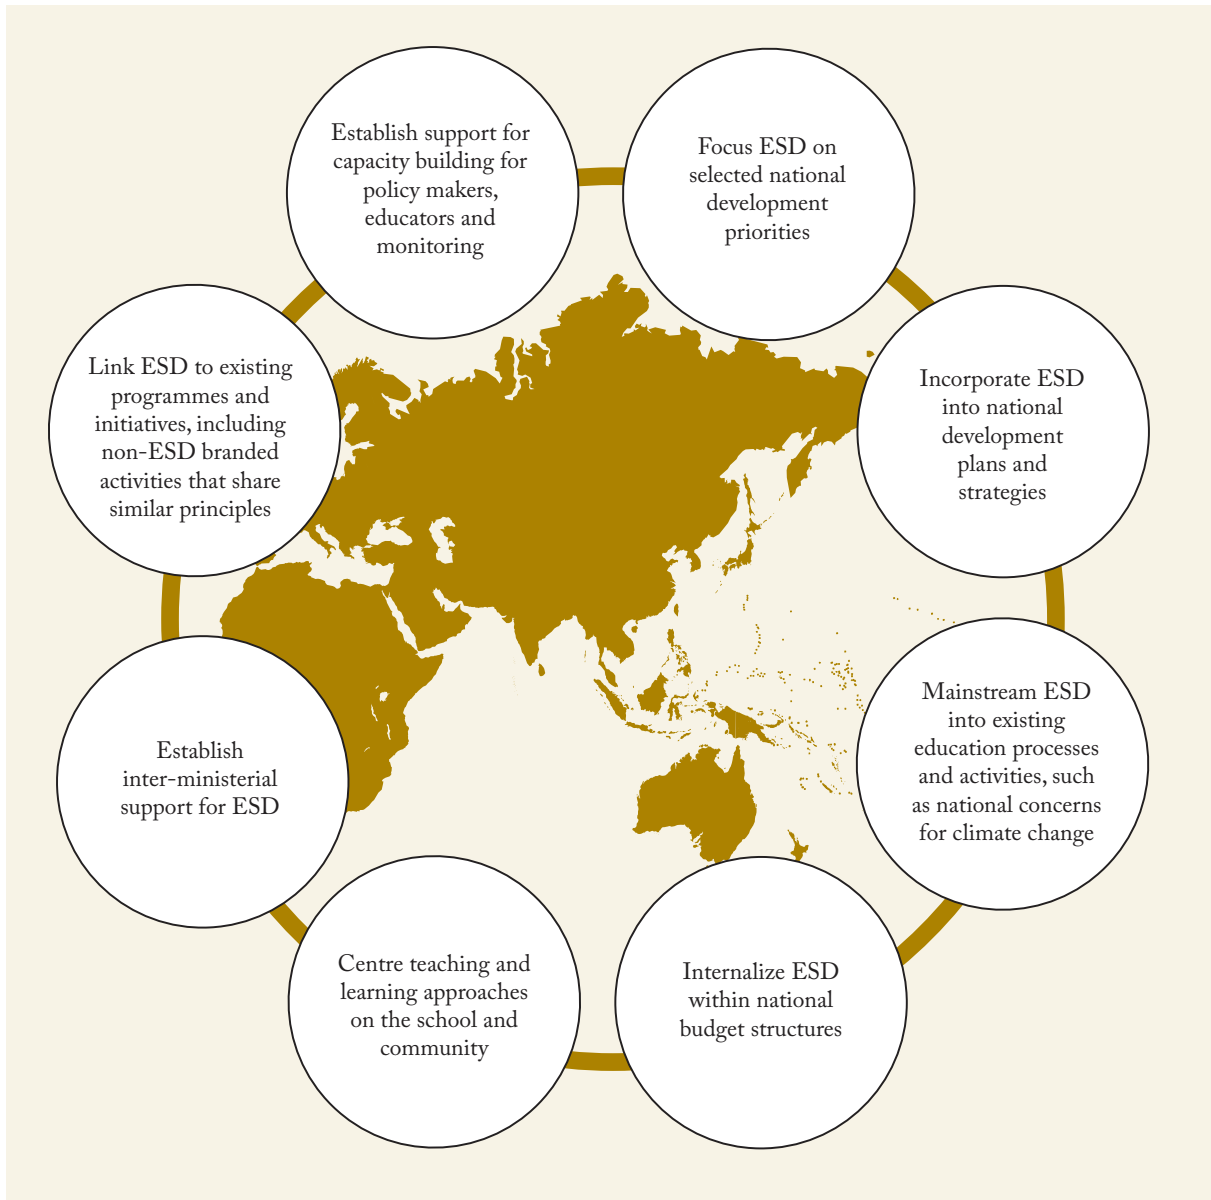 Establish support for
capacity building for
policy makers,
educators and
monitoring
Focus ESD on
selected national
development
priorities
Incorporate ESD
into national
development
plans and
strategies
Mainstream ESD
into existing
education processes
and activities, such
as national concerns
for climate change
Internalize ESD
within national
budget structures
Centre teaching and
learning approaches
on the school and
community
Establish
inter-ministerial
support for ESD
Link ESD to existing
programmes and
initiatives, including
non-ESD branded
activities that share
similar principles